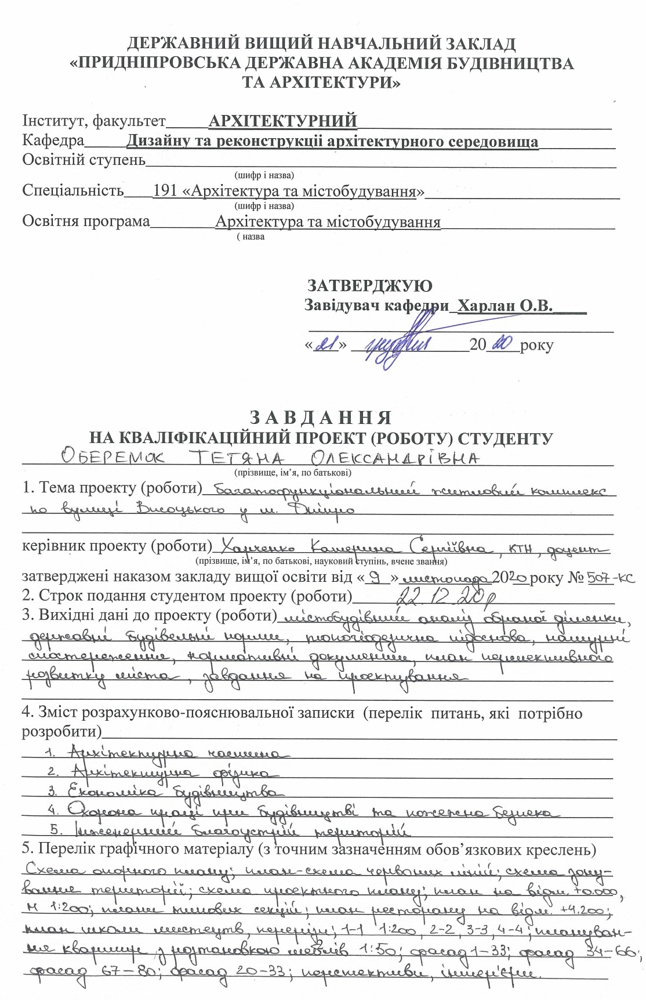 ДЕРЖАВНИЙ ВИЩИЙ НАВЧАЛЬНИЙ ЗАКЛАД
«ПРИДНІПРОВСЬКА ДЕРЖАВНА АКАДЕМІЯ БУДІВНИЦТВА
ТА АРХІТЕКТУРИ»
Інститут, факультет АРХІТЕКТУРНИЙ
Кафедра Дизайну та реконструкціі архітектурного середовища
Освітній ступень
(шифр і назва)
Спеціальність 191 «Архітектура та містобудування»
(шифр і назва)
Освітня програма Архітектура та містобудування
( назва
ЗАТВЕРДЖУЮ
Завідувач кафедри Харлан О.В.
«21» грудня 2020 року
З А В Д А Н Н Я
НА КВАЛІФІКАЦІЙНИЙ ПРОЕКТ (РОБОТУ) СТУДЕНТУ
ОБЕРЕМОК ТЕТЯНА ОЛЕКСАНДРІВНА
(прізвище, ім’я, по батькові)
1. Тема проекту (роботи) багатофункціональний житловий комплекс
по вулиці Висоцького у м. Дніпро
керівник проекту (роботи) Харченко Катерина Сергіївна, ктн, доцент
(прізвище, ім’я, по батькові, науковий ступінь, вчене звання)
затверджені наказом закладу вищої освіти від «9» листопада 2020 року № 507-КС
2. Строк подання студентом проекту (роботи) 22.12.20р
3. Вихідні дані до проекту (роботи) містобудівний аналіз обраної ділянки,
державні будівельні норми, топогіодезична підоснова, натурні
спостереження, нормативні документи, план перспективного
розвитку міста, завдання на проектування
4. Зміст розрахунково-пояснювальної записки (перелік питань, які потрібно
розробити)
1. Архітектурна частина
2. Архітектурна фізика
3. Економіка будівництва
4. Охорона праці при будівництві та пожежна безпека
5. Інженерний благоустрій територій
5. Перелік графічного матеріалу (з точним зазначенням обов’язкових креслень)
Схема опорного плану; план-схема червоних ліній; схема зону-
вання території; схема проектного плану; план на відм. +0.000,
М 1:200; плани типових секцій; план ресторану на відм. +4.200;
план школи мистецтв, перерізи; 1-1 1:200, 2-2, 3-3, 4-4; плануван-
ня квартир з розтановкою меблів 1:50; фасад 1-33; фасад 34-66;
фасад 67-80; фасад 20-33; перспективи, інтер'єри.